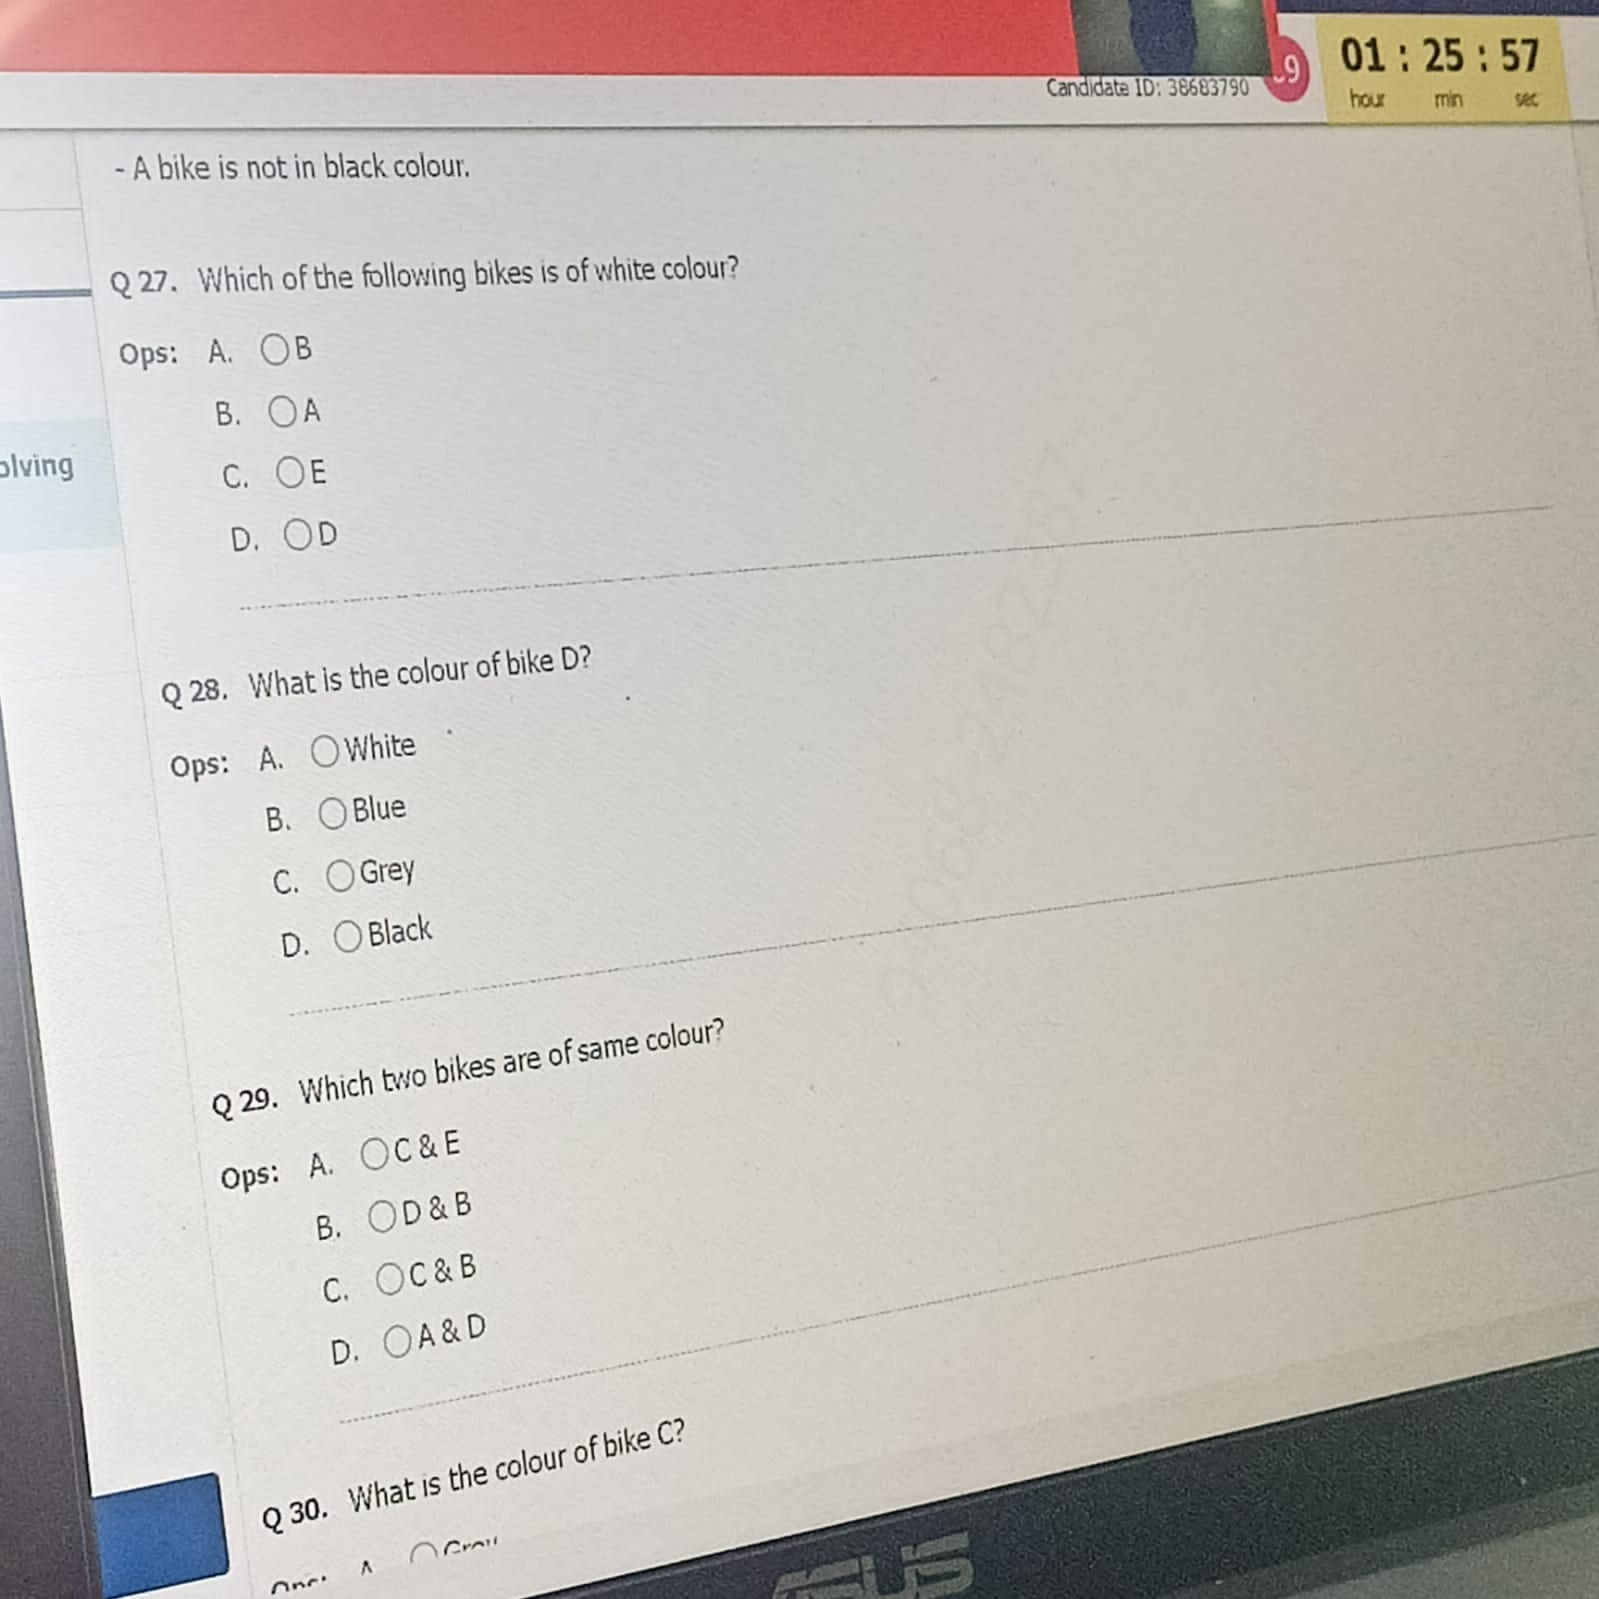 Candidate ID: 38683790
01 : 25 : 57
hour min sec
- A bike is not in black colour.
Q 27. Which of the following bikes is of white colour?
Ops: A. B
B. A
C. E
D. D
olving
Q 28. What is the colour of bike D?
Ops: A. White
B. Blue
C. Grey
D. Black
Q 29. Which two bikes are of same colour?
Ops: A. C & E
B. D & B
C. C & B
D. A & D
Q 30. What is the colour of bike C?
Ops: A Grey
ASUS